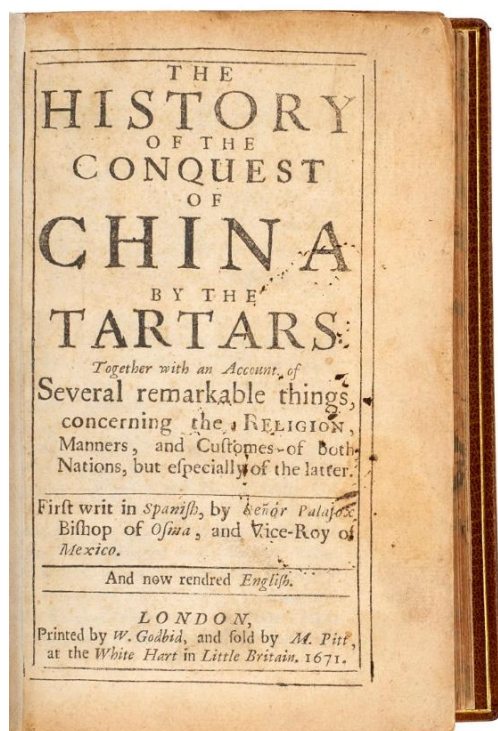 THE
HISTORY
OF THE
CONQUEST
OF
CHINA
BY THE
TARTARS.
Together with an Account of
Several remarkable things,
concerning the RELIGION,
Manners, and Cuſtomes of both
Nations, but eſpecially of the latter.
Firſt writ in Spaniſh, by Señor Palafox
Biſhop of Oſma, and Vice-Roy of
Mexico.
And now rendred Engliſh.
LONDON,
Printed by W. Godbid, and ſold by M. Pitt,
at the White Hart in Little Britain. 1671.